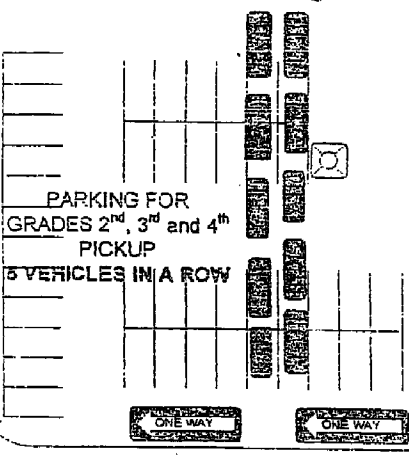 PARKING FOR
GRADES 2nd, 3rd and 4th
PICKUP
5 VEHICLES IN A ROW
ONE WAY
ONE WAY